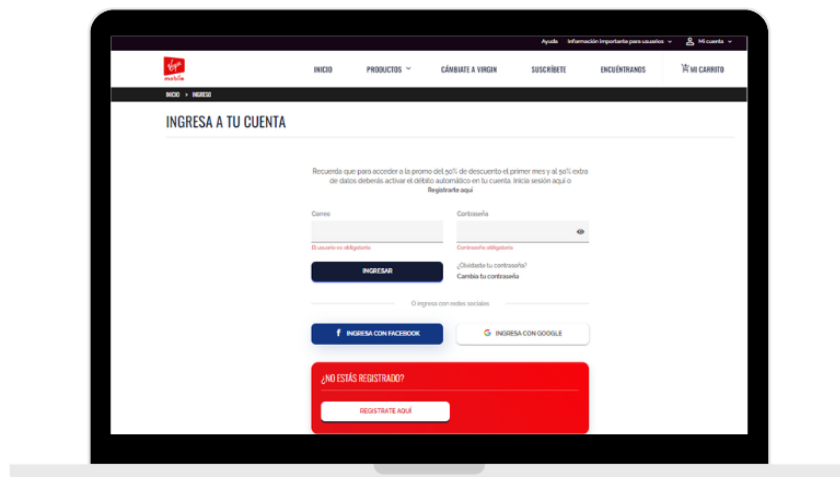 Ayuda Información importante para usuarios Mi cuenta
Virgin
mobile
INICIO PRODUCTOS CÁMBIATE A VIRGIN SUSCRÍBETE ENCUÉNTRANOS MI CARRITO
INICIO > INGRESO
INGRESA A TU CUENTA
Recuerda que para acceder a la promo del 50% de descuento el primer mes y al 50% extra
de datos deberás activar el débito automático en tu cuenta. Inicia sesión aquí o
Registrarte aquí
Correo Contraseña
El usuario es obligatorio Contraseña obligatoria
INGRESAR
¿Olvidaste tu contraseña?
Cambia tu contraseña
O ingresa con redes sociales
f INGRESA CON FACEBOOK G INGRESA CON GOOGLE
¿NO ESTÁS REGISTRADO?
REGISTRATE AQUÍ